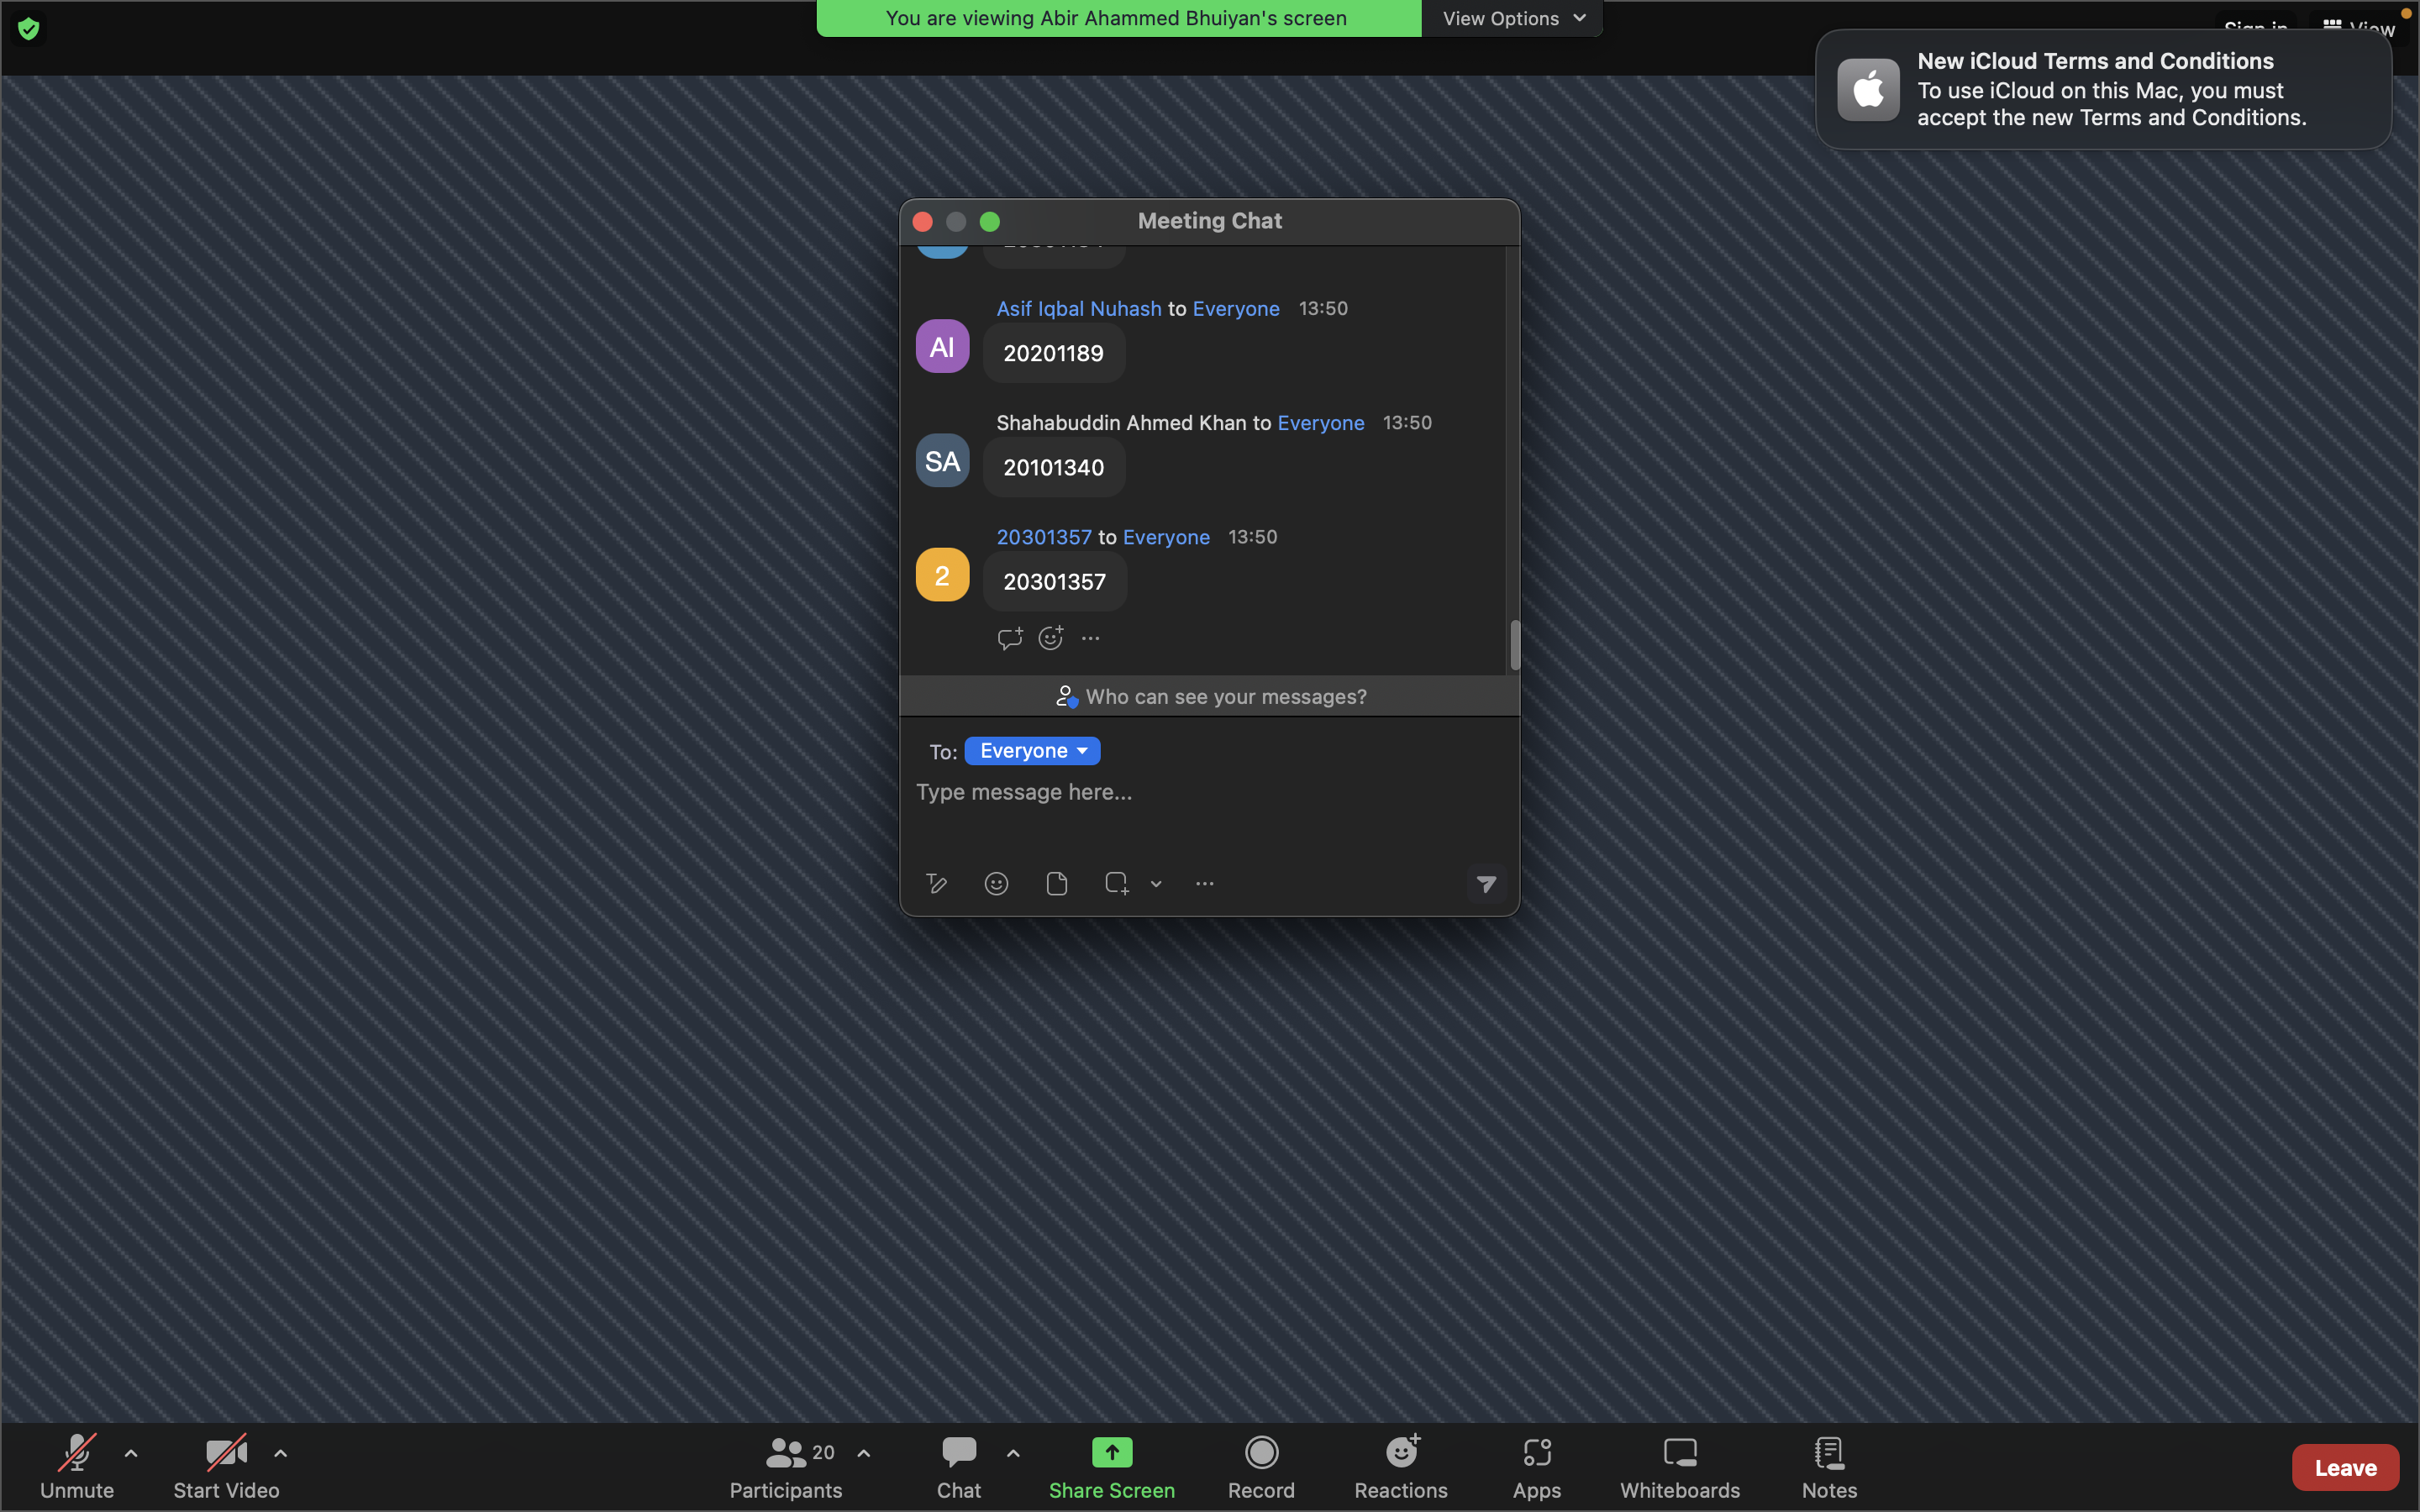 You are viewing Abir Ahammed Bhuiyan's screen
View Options
View
New iCloud Terms and Conditions
To use iCloud on this Mac, you must
accept the new Terms and Conditions.
Meeting Chat
Asif Iqbal Nuhash to Everyone 13:50
AI
20201189
Shahabuddin Ahmed Khan to Everyone 13:50
SA
20101340
20301357 to Everyone 13:50
2
20301357
Who can see your messages?
To: Everyone
Type message here...
20
Unmute
Start Video
Participants
Chat
Share Screen
Record
Reactions
Apps
Whiteboards
Notes
Leave